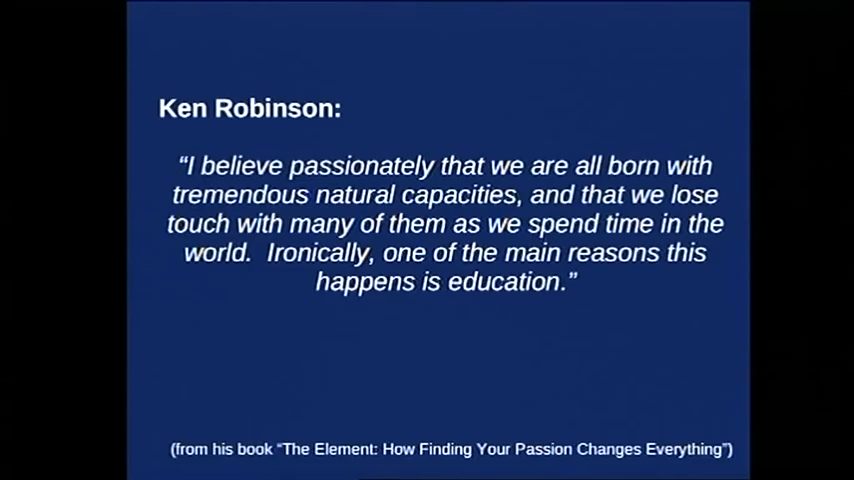 Ken Robinson:
“I believe passionately that we are all born with
tremendous natural capacities, and that we lose
touch with many of them as we spend time in the
world.  Ironically, one of the main reasons this
happens is education.”
(from his book “The Element: How Finding Your Passion Changes Everything”)